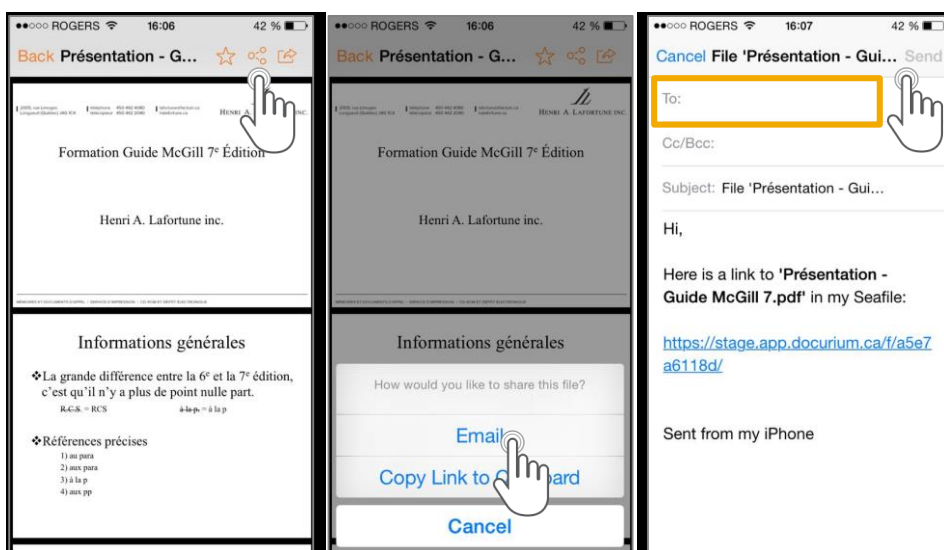 ●●○○○ ROGERS 16:06 42 %
Back Présentation - G...
HENRI A. INC.
Formation Guide McGill 7e Édition
Henri A. Lafortune inc.
Informations générales
❖La grande différence entre la 6e et la 7e édition,
c'est qu'il n'y a plus de point nulle part.
R.C.S. = RCS à la p. = à la p
❖Références précises
1) au para
2) aux para
3) à la p
4) aux pp
●●○○○ ROGERS 16:06 42 %
Back Présentation - G...
HENRI A. LAFORTUNE INC.
Formation Guide McGill 7e Édition
Henri A. Lafortune inc.
Informations générales
How would you like to share this file?
Email
Copy Link to board
Cancel
●●○○○ ROGERS 16:07 42 %
Cancel File 'Présentation - Gui... Send
To:
Cc/Bcc:
Subject: File 'Présentation - Gui...
Hi,
Here is a link to 'Présentation -
Guide McGill 7.pdf' in my Seafile:
https://stage.app.docurium.ca/f/a5e7
a6118d/
Sent from my iPhone